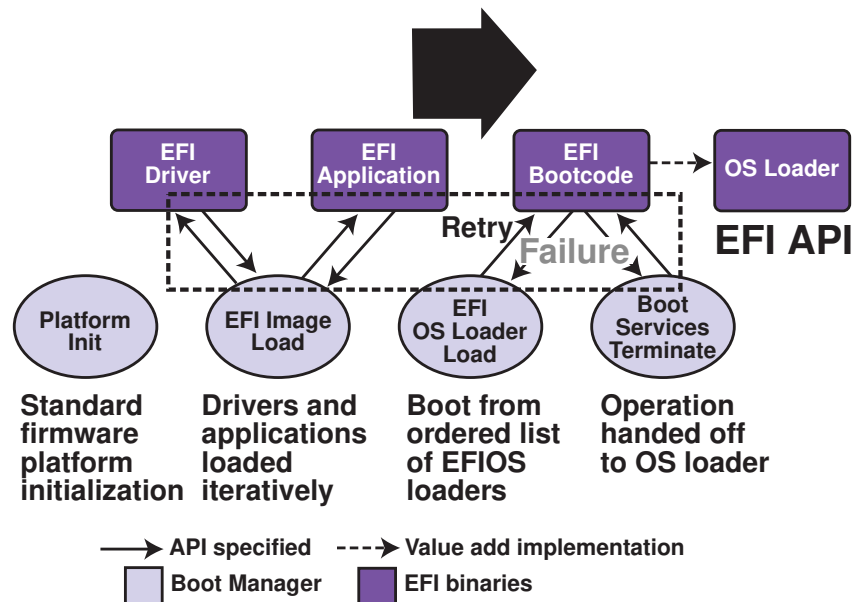 EFI
Driver
EFI
Application
EFI
Bootcode
OS Loader
EFI API
Retry
Failure
Platform
Init
EFI Image
Load
EFI
OS Loader
Load
Boot
Services
Terminate
Standard
firmware
platform
initialization
Drivers and
applications
loaded
iteratively
Boot from
ordered list
of EFIOS
loaders
Operation
handed off
to OS loader
API specified
Value add implementation
Boot Manager
EFI binaries